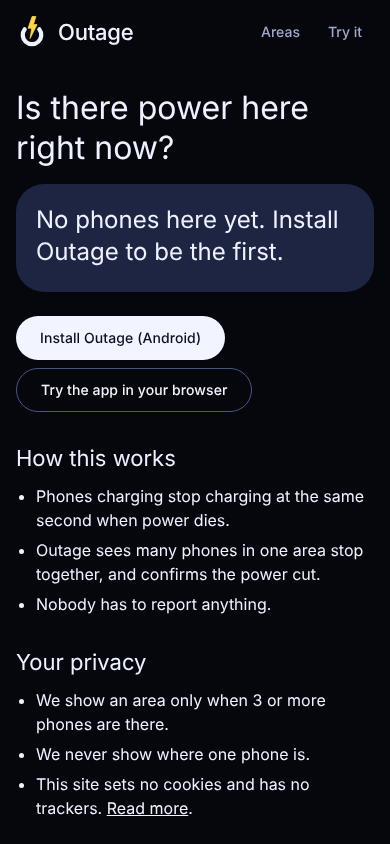 Outage
Areas
Try it
Is there power here
right now?
No phones here yet. Install
Outage to be the first.
Install Outage (Android)
Try the app in your browser
How this works
• Phones charging stop charging at the same
second when power dies.
• Outage sees many phones in one area stop
together, and confirms the power cut.
• Nobody has to report anything.
Your privacy
• We show an area only when 3 or more
phones are there.
• We never show where one phone is.
• This site sets no cookies and has no
trackers. Read more.